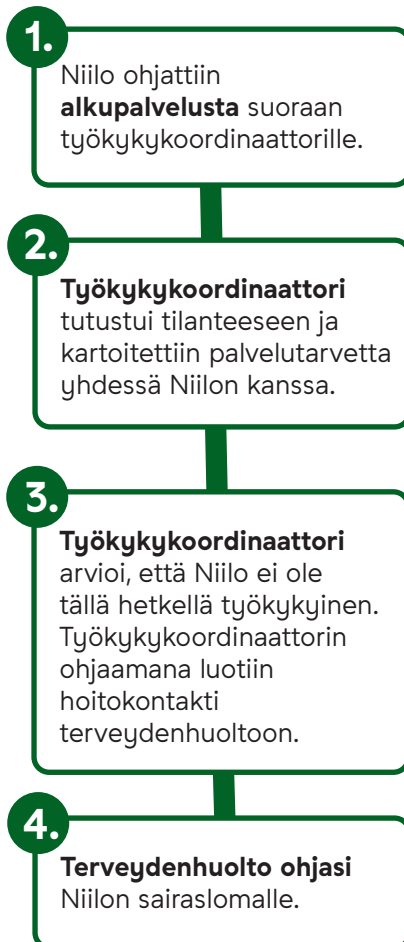 1.
Niilo ohjattiin
alkupalvelusta suoraan
työkykykoordinaattorille.
2.
Työkykykoordinaattori
tutustui tilanteeseen ja
kartoitettiin palvelutarvetta
yhdessä Niilon kanssa.
3.
Työkykykoordinaattori
arvioi, että Niilo ei ole
tällä hetkellä työkykyinen.
Työkykykoordinaattorin
ohjaamana luotiin
hoitokontakti
terveydenhuoltoon.
4.
Terveydenhuolto ohjasi
Niilon sairaslomalle.